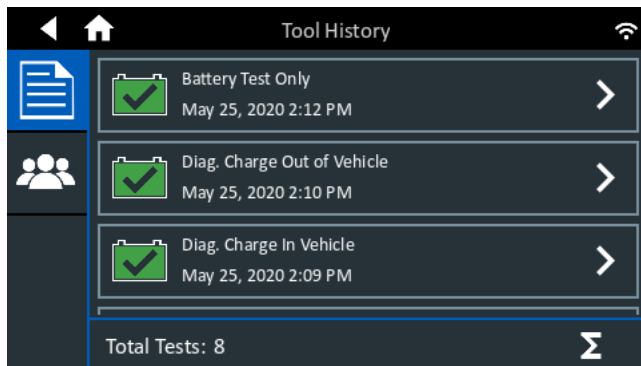 Tool History
Battery Test Only
May 25, 2020 2:12 PM
Diag. Charge Out of Vehicle
May 25, 2020 2:10 PM
Diag. Charge In Vehicle
May 25, 2020 2:09 PM
Total Tests: 8
Σ